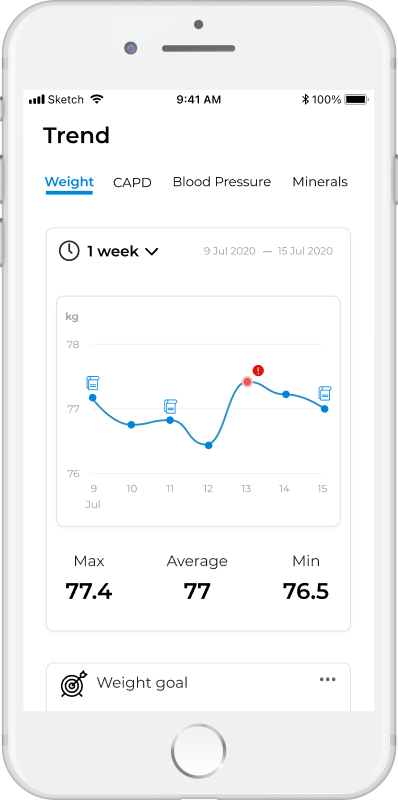 Sketch 9:41 AM 100%
Trend
Weight CAPD Blood Pressure Minerals
1 week 9 Jul 2020 — 15 Jul 2020
kg
78
77
76
9 10 11 12 13 14 15
Jul
Max Average Min
77.4 77 76.5
Weight goal